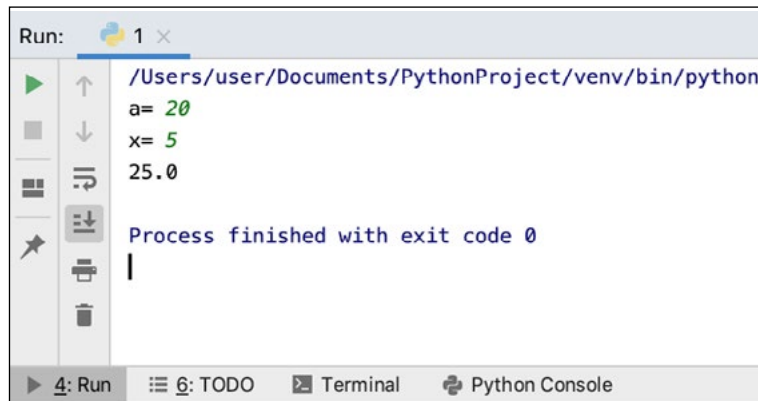 Run: 1 ×
/Users/user/Documents/PythonProject/venv/bin/python
a= 20
x= 5
25.0
Process finished with exit code 0
4: Run 6: TODO Terminal Python Console